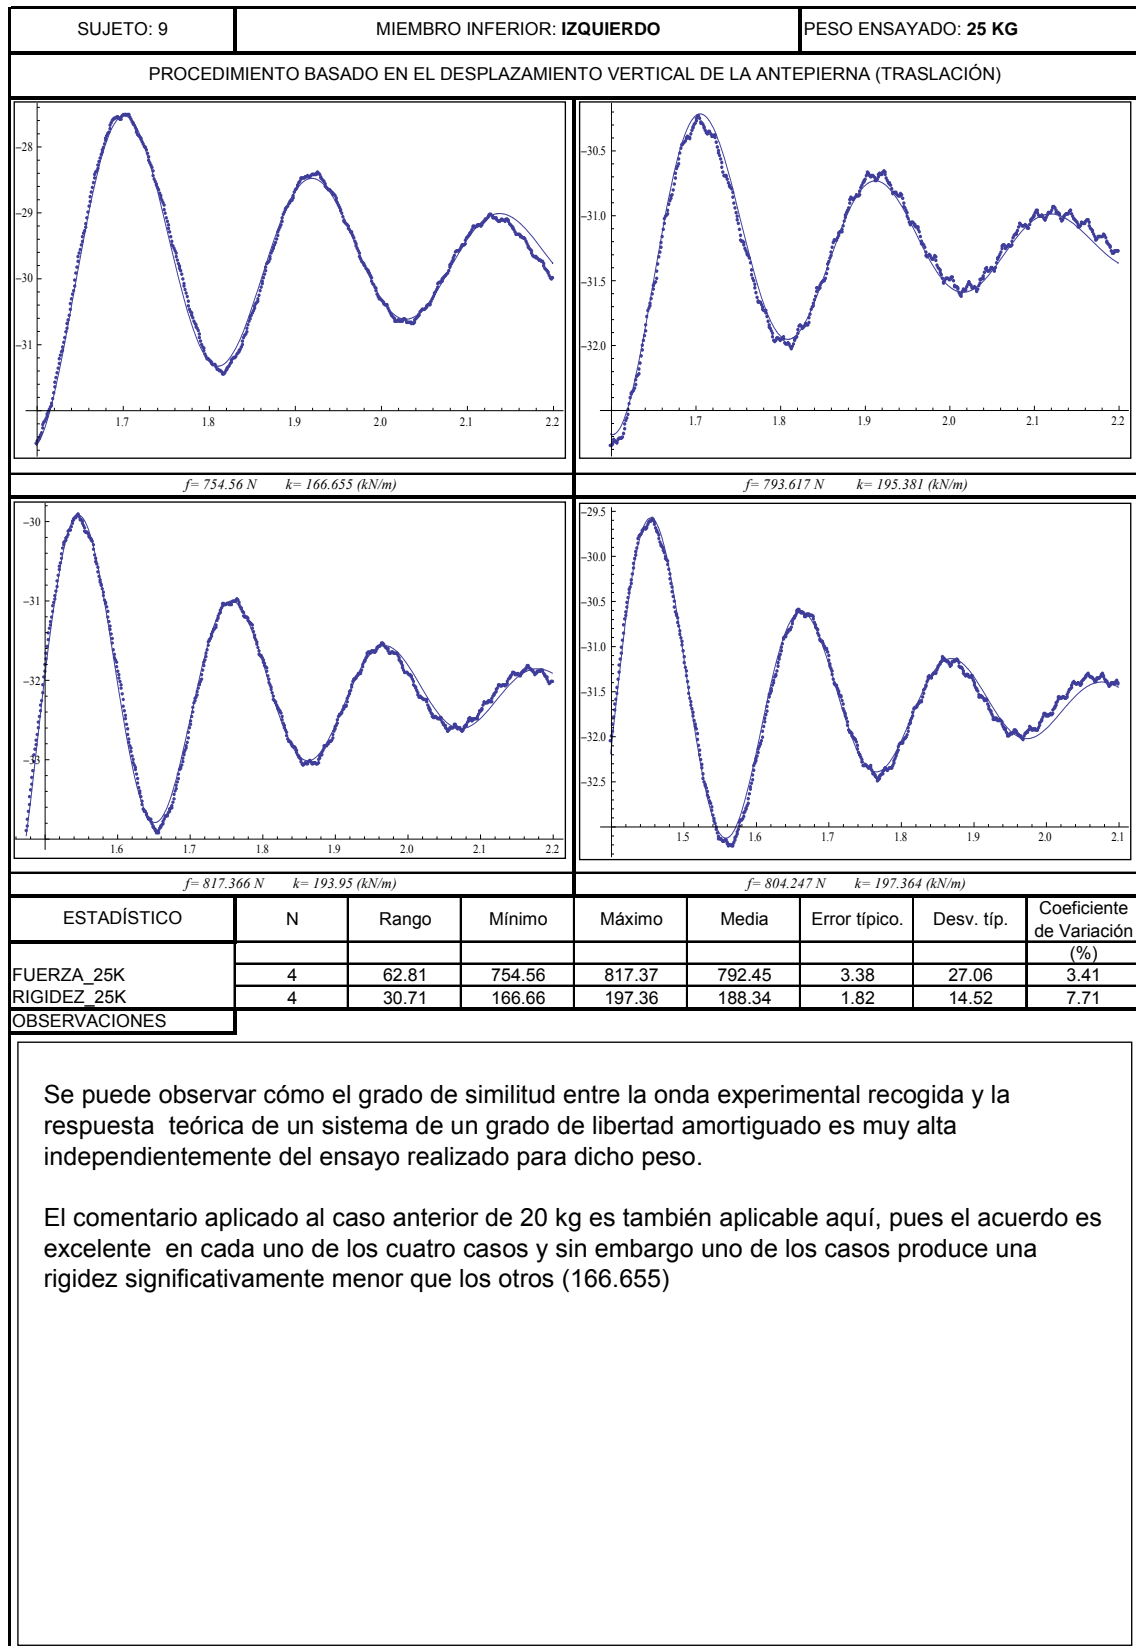 SUJETO: 9 MIEMBRO INFERIOR: IZQUIERDO PESO ENSAYADO: 25 KG
PROCEDIMIENTO BASADO EN EL DESPLAZAMIENTO VERTICAL DE LA ANTEPIERNA (TRASLACIÓN)
−28
−29
−30
−31
1.7 1.8 1.9 2.0 2.1 2.2
−30.5
−31.0
−31.5
−32.0
1.7 1.8 1.9 2.0 2.1 2.2
f= 754.56 N k= 166.655 (kN/m) f= 793.617 N k= 195.381 (kN/m)
−30
−31
−32
−33
1.6 1.7 1.8 1.9 2.0 2.1 2.2
−29.5
−30.0
−30.5
−31.0
−31.5
−32.0
−32.5
1.5 1.6 1.7 1.8 1.9 2.0 2.1
f= 817.366 N k= 193.95 (kN/m) f= 804.247 N k= 197.364 (kN/m)
ESTADÍSTICO N Rango Mínimo Máximo Media Error típico. Desv. típ. Coeficiente
de Variación
(%)
FUERZA_25K 4 62.81 754.56 817.37 792.45 3.38 27.06 3.41
RIGIDEZ_25K 4 30.71 166.66 197.36 188.34 1.82 14.52 7.71
OBSERVACIONES
Se puede observar cómo el grado de similitud entre la onda experimental recogida y la
respuesta teórica de un sistema de un grado de libertad amortiguado es muy alta
independientemente del ensayo realizado para dicho peso.
El comentario aplicado al caso anterior de 20 kg es también aplicable aquí, pues el acuerdo es
excelente en cada uno de los cuatro casos y sin embargo uno de los casos produce una
rigidez significativamente menor que los otros (166.655)